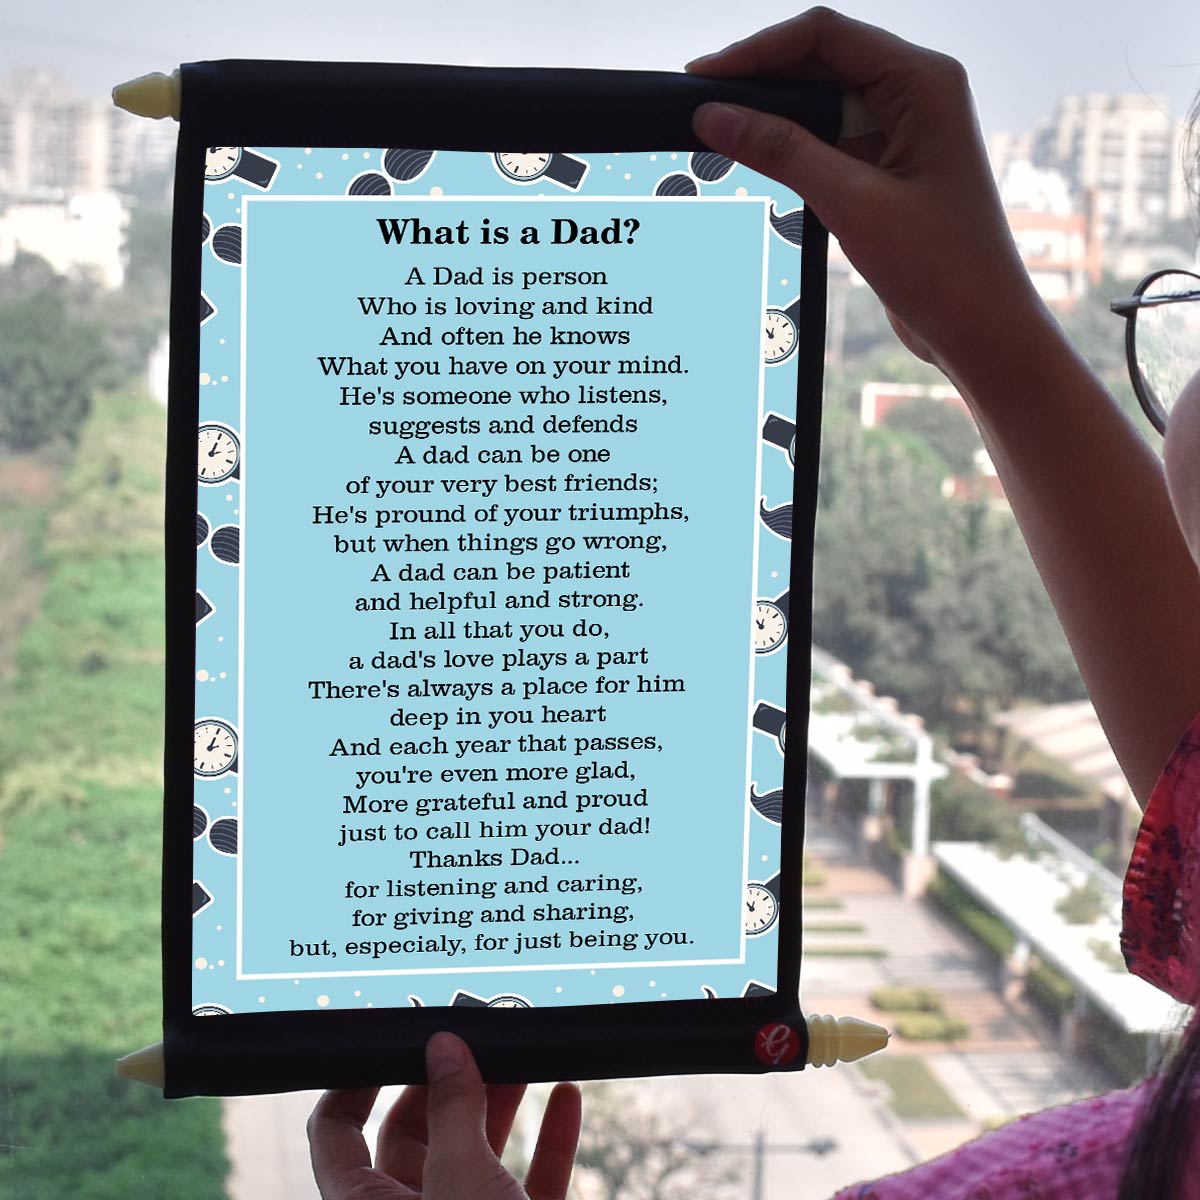 What is a Dad?
A Dad is person
Who is loving and kind
And often he knows
What you have on your mind.
He's someone who listens,
suggests and defends
A dad can be one
of your very best friends;
He's pround of your triumphs,
but when things go wrong,
A dad can be patient
and helpful and strong.
In all that you do,
a dad's love plays a part
There's always a place for him
deep in you heart
And each year that passes,
you're even more glad,
More grateful and proud
just to call him your dad!
Thanks Dad...
for listening and caring,
for giving and sharing,
but, especialy, for just being you.